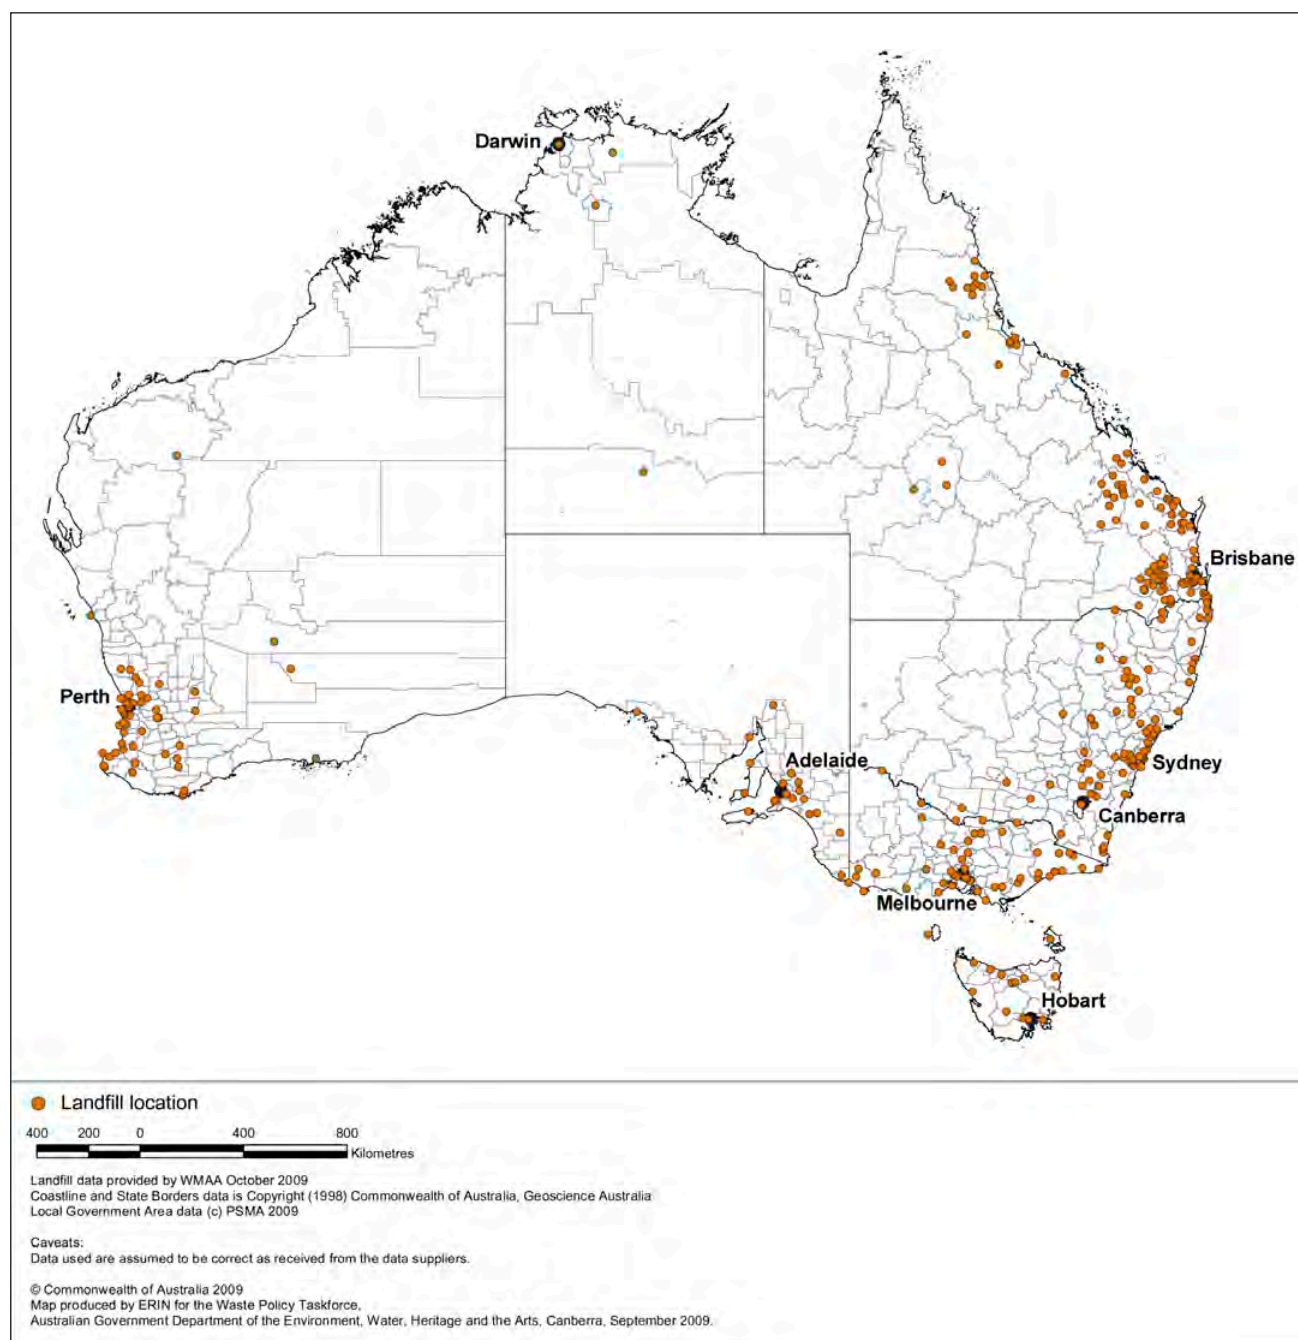 Darwin
Brisbane
Perth
Adelaide
Sydney
Canberra
Melbourne
Hobart
Landfill location
400 200 0 400 800
Kilometres
Landfill data provided by WMAA October 2009
Coastline and State Borders data is Copyright (1998) Commonwealth of Australia, Geoscience Australia
Local Government Area data (c) PSMA 2009
Caveats:
Data used are assumed to be correct as received from the data suppliers.
© Commonwealth of Australia 2009
Map produced by ERIN for the Waste Policy Taskforce,
Australian Government Department of the Environment, Water, Heritage and the Arts, Canberra, September 2009.